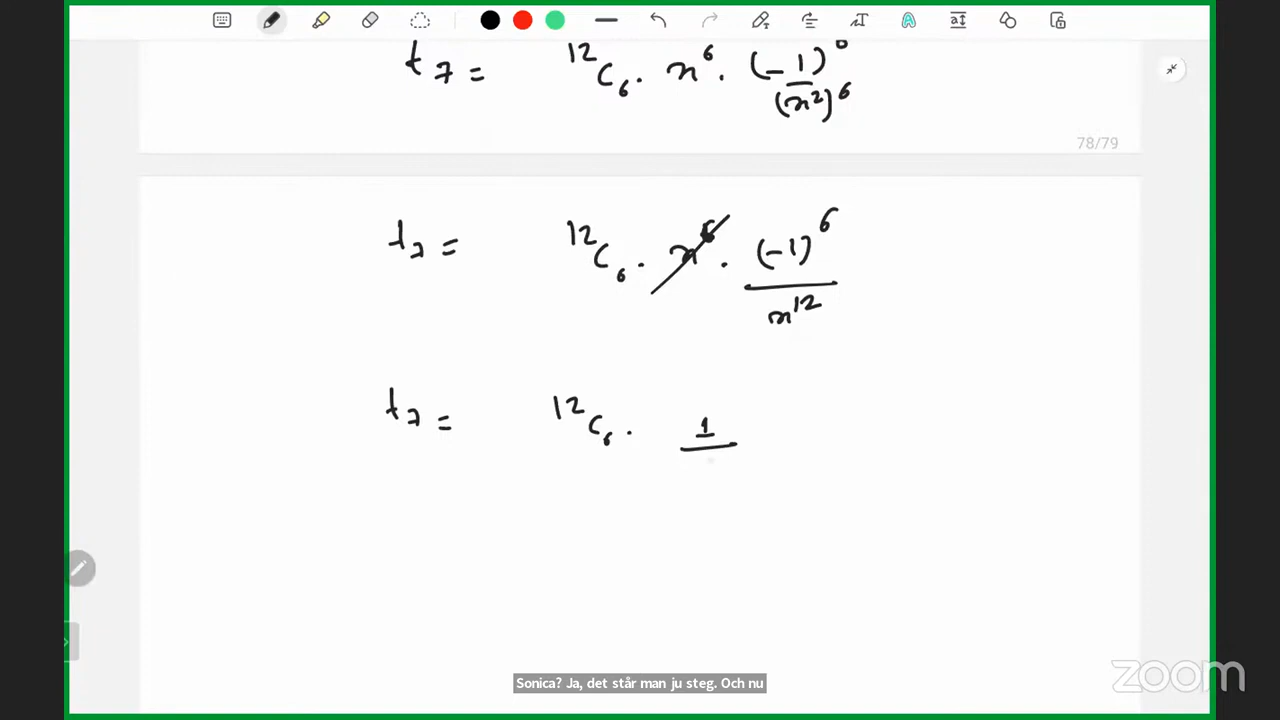 t₇ = ¹²C₆ · x⁶ · (-1)⁶/(x²)⁶
78/79
t₇ = ¹²C₆ · x⁶ · (-1)⁶/x¹²
t₇ = ¹²C₆ · 1/
Sonica? Ja, det står man ju steg. Och nu
zoom